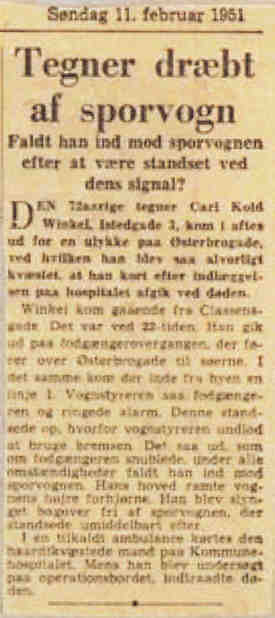 Søndag 11. februar 1951
Tegner dræbt
af sporvogn
Faldt han ind mod sporvognen
efter at være standset ved
dens signal?
DEN 72aarige tegner Carl Kold
Winkel, Istedgade 3, kom i aftes
ud for en ulykke paa Østerbrogade,
ved hvilken han blev saa alvorligt
kvæstet, at han kort efter indlæggel-
sen paa hospitalet afgik ved døden.
Winkel kom gaaende fra Classens-
gade. Det var ved 22-tiden. Han gik
ud paa fodgængerovergangen, der fø-
rer over Østerbrogade til søerne. I
det samme kom der inde fra byen en
linje 1. Vognstyreren saa fodgænge-
ren og ringede alarm. Denne stand-
sede op, hvorfor vognstyreren undlod
at bruge bremsen. Det saa ud, som
om fodgængeren snublede, under alle
omstændigheder faldt han ind mod
sporvognen. Hans hoved ramte vog-
nens højre forhjørne. Han blev slyn-
get bagover fri af sporvognen, der
standsede umiddelbart efter.
I en tilkaldt ambulance kørtes den
haardtkvæstede mand paa Kommune-
hospitalet. Mens han blev undersøgt
paa operationsbordet, indtraadte dø-
den.